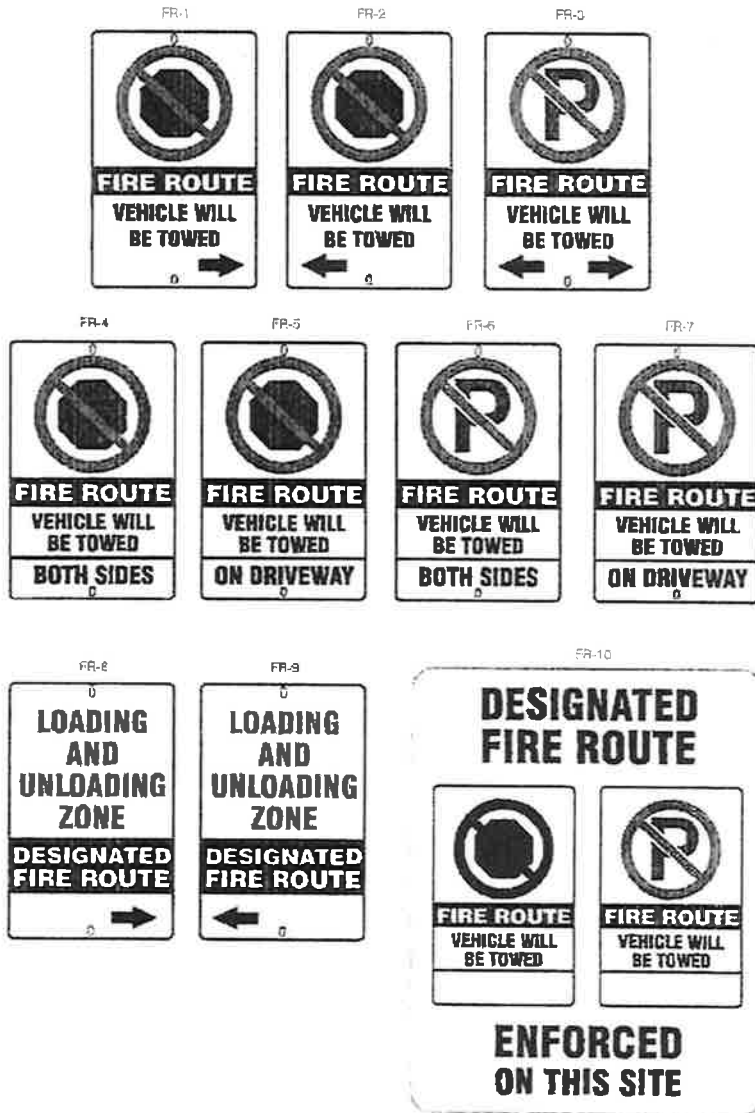 FR-1
FIRE ROUTE
VEHICLE WILL
BE TOWED
FR-2
FIRE ROUTE
VEHICLE WILL
BE TOWED
FR-3
P
FIRE ROUTE
VEHICLE WILL
BE TOWED
FR-4
FIRE ROUTE
VEHICLE WILL
BE TOWED
BOTH SIDES
FR-5
FIRE ROUTE
VEHICLE WILL
BE TOWED
ON DRIVEWAY
FR-6
P
FIRE ROUTE
VEHICLE WILL
BE TOWED
BOTH SIDES
FR-7
P
FIRE ROUTE
VEHICLE WILL
BE TOWED
ON DRIVEWAY
FR-8
LOADING
AND
UNLOADING
ZONE
DESIGNATED
FIRE ROUTE
FR-9
LOADING
AND
UNLOADING
ZONE
DESIGNATED
FIRE ROUTE
FR-10
DESIGNATED
FIRE ROUTE
FIRE ROUTE
VEHICLE WILL
BE TOWED
P
FIRE ROUTE
VEHICLE WILL
BE TOWED
ENFORCED
ON THIS SITE